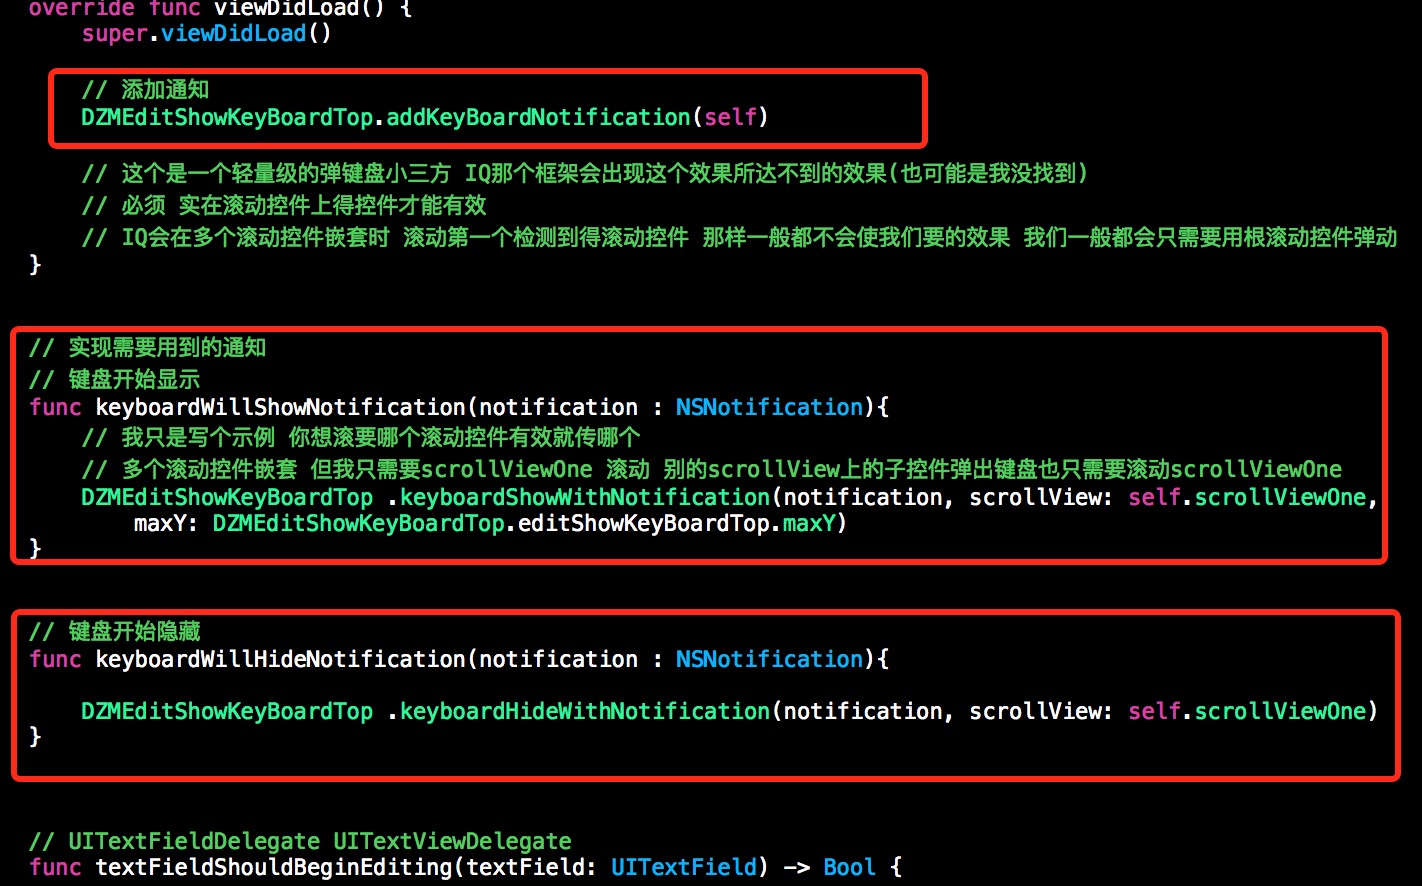 override func viewDidLoad() {
super.viewDidLoad()
// 添加通知
DZMEditShowKeyBoardTop.addKeyBoardNotification(self)
// 这个是一个轻量级的弹键盘小三方 IQ那个框架会出现这个效果所达不到的效果(也可能是我没找到)
// 必须 实在滚动控件上得控件才能有效
// IQ会在多个滚动控件嵌套时 滚动第一个检测到得滚动控件 那样一般都不会使我们要的效果 我们一般都会只需要用根滚动控件弹动
}
// 实现需要用到的通知
// 键盘开始显示
func keyboardWillShowNotification(notification : NSNotification){
// 我只是写个示例 你想滚要哪个滚动控件有效就传哪个
// 多个滚动控件嵌套 但我只需要scrollViewOne 滚动 别的scrollView上的子控件弹出键盘也只需要滚动scrollViewOne
DZMEditShowKeyBoardTop .keyboardShowWithNotification(notification, scrollView: self.scrollViewOne,
maxY: DZMEditShowKeyBoardTop.editShowKeyBoardTop.maxY)
}
// 键盘开始隐藏
func keyboardWillHideNotification(notification : NSNotification){
DZMEditShowKeyBoardTop .keyboardHideWithNotification(notification, scrollView: self.scrollViewOne)
}
// UITextFieldDelegate UITextViewDelegate
func textFieldShouldBeginEditing(textField: UITextField) -> Bool {